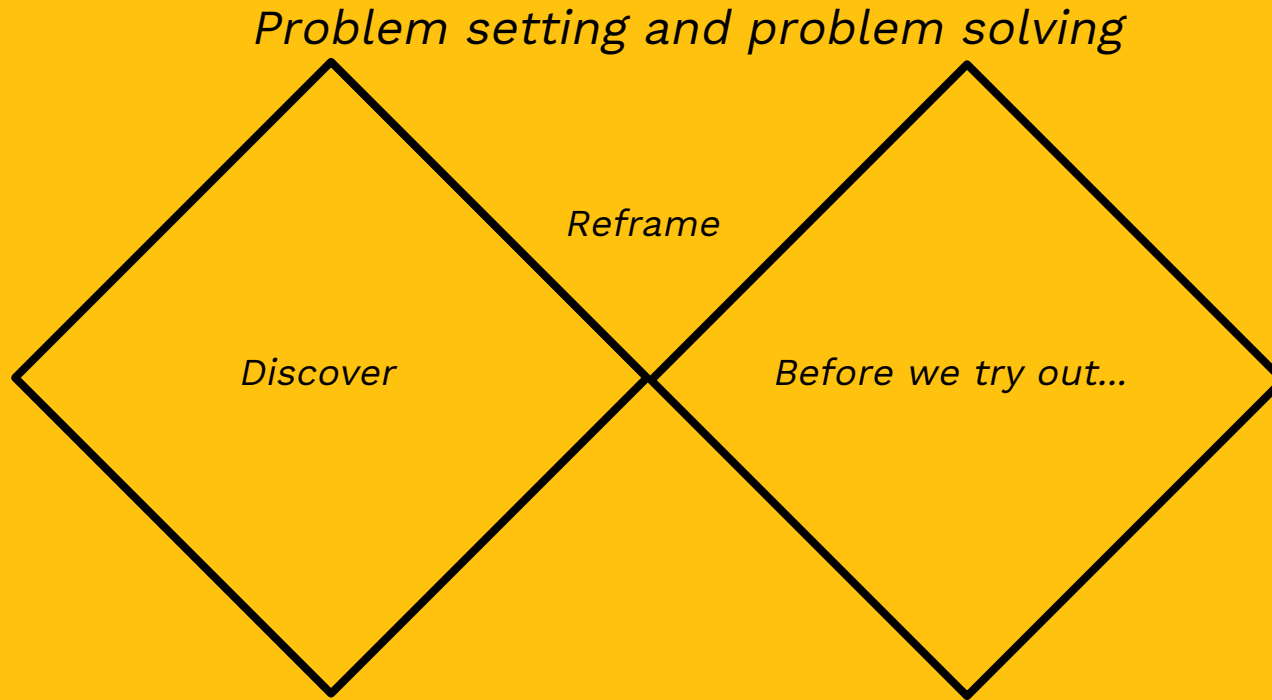 Problem setting and problem solving
Reframe
Discover
Before we try out...